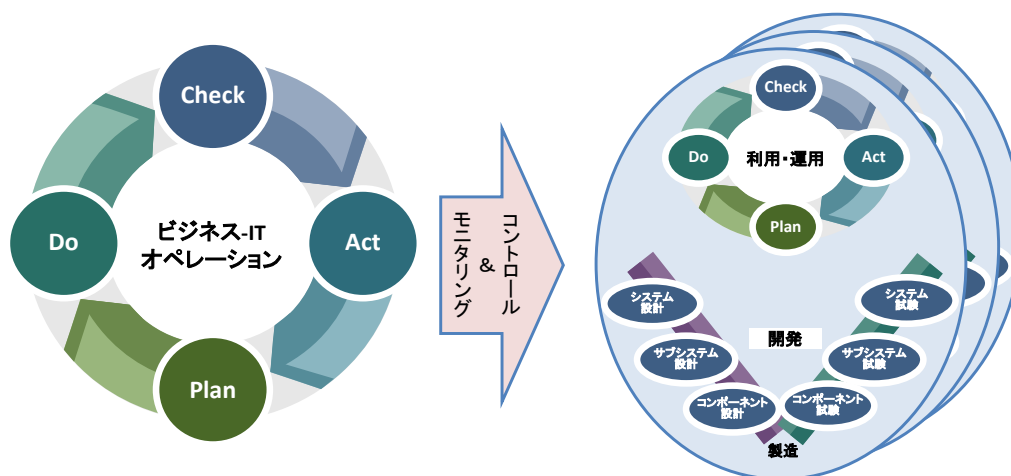 Check
Do
ビジネス-IT
オペレーション
Act
Plan
モニタリング
&
コントロール
Check
Do
利用・運用
Act
Plan
システム
設計
システム
試験
開発
サブシステム
設計
サブシステム
試験
コンポーネント
設計
コンポーネント
試験
製造